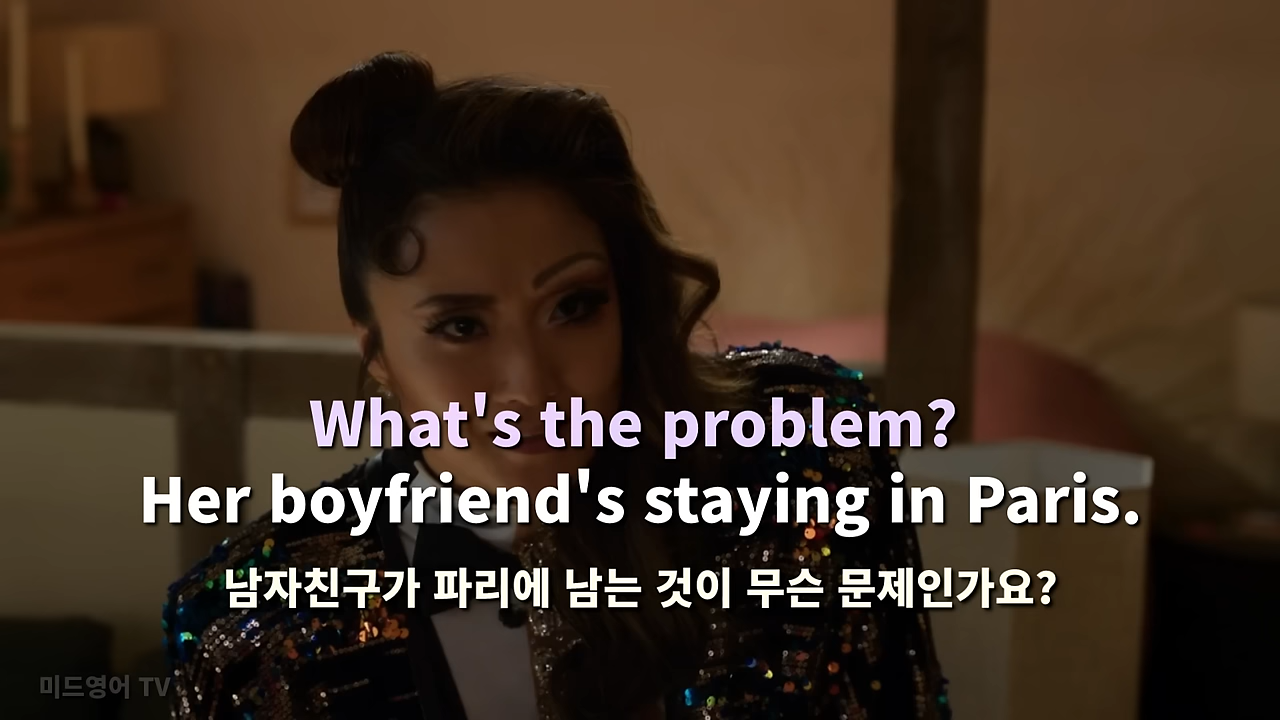 What's the problem?
Her boyfriend's staying in Paris.
남자친구가 파리에 남는 것이 무슨 문제인가요?
미드영어 TV